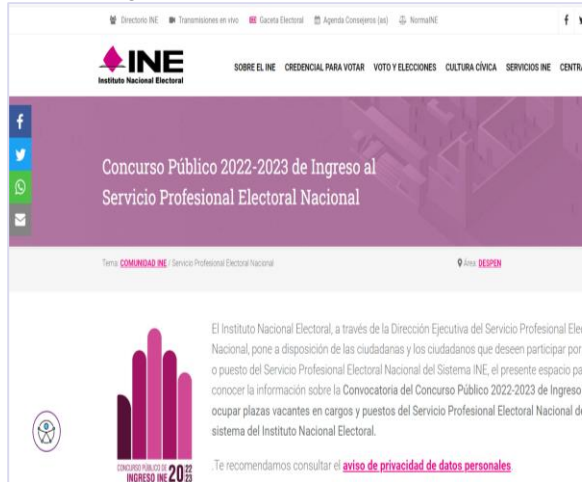 Directorio INE Transmisiones en vivo Gaceta Electoral Agenda Consejeros (as) NormaINE
INE
Instituto Nacional Electoral
SOBRE EL INE CREDENCIAL PARA VOTAR VOTO Y ELECCIONES CULTURA CÍVICA SERVICIOS INE CENTRA
Concurso Público 2022-2023 de Ingreso al
Servicio Profesional Electoral Nacional
Tema: COMUNIDAD INE / Servicio Profesional Electoral Nacional Área: DESPEN
El Instituto Nacional Electoral, a través de la Dirección Ejecutiva del Servicio Profesional Elec
Nacional, pone a disposición de las ciudadanas y los ciudadanos que deseen participar por
o puesto del Servicio Profesional Electoral Nacional del Sistema INE, el presente espacio pa
conocer la información sobre la Convocatoria del Concurso Público 2022-2023 de Ingreso
ocupar plazas vacantes en cargos y puestos del Servicio Profesional Electoral Nacional de
sistema del Instituto Nacional Electoral.
.Te recomendamos consultar el aviso de privacidad de datos personales
CONCURSO PÚBLICO DE
INGRESO INE 2022 23